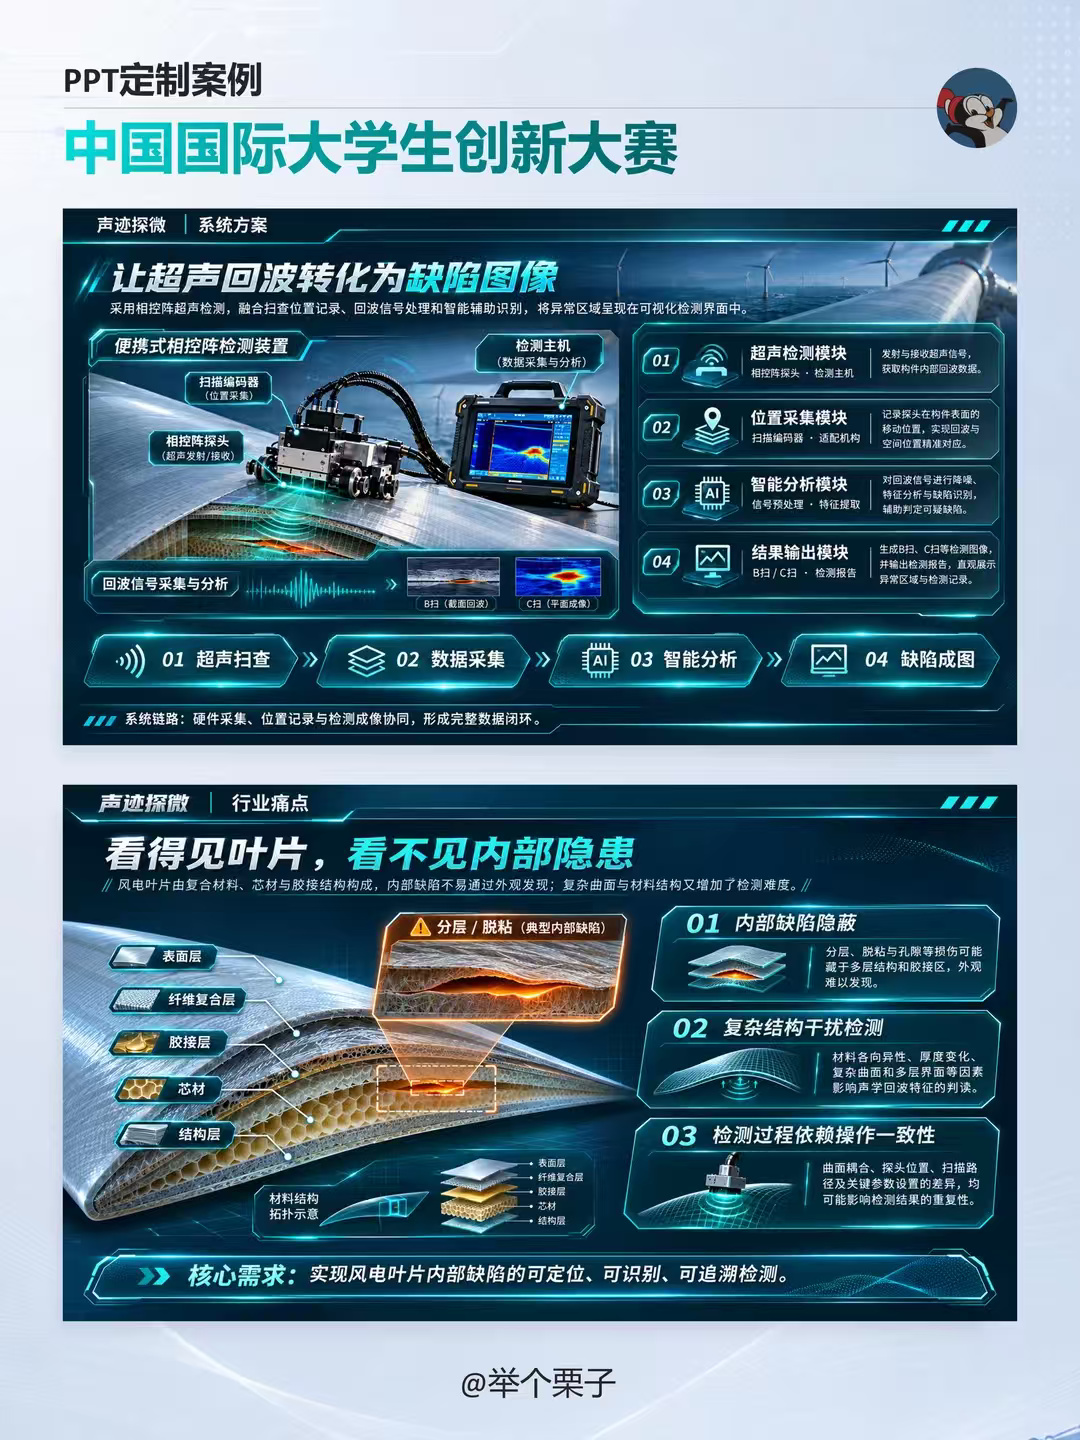 PPT定制案例
中国国际大学生创新大赛
声迹探微 | 系统方案
让超声回波转化为缺陷图像
采用相控阵超声检测，融合扫查位置记录、回波信号处理和智能辅助识别，将异常区域呈现在可视化检测界面中。
便携式相控阵检测装置
检测主机
(数据采集与分析)
扫描编码器
(位置采集)
相控阵探头
(超声发射/接收)
回波信号采集与分析
B扫（截面回波）
C扫（平面成像）
01
超声检测模块
相控阵探头 · 检测主机
发射与接收超声信号，
获取构件内部回波数据。
02
位置采集模块
扫描编码器 · 适配机构
记录探头在构件表面的
移动位置，实现回波与
空间位置精准对应。
03
AI
智能分析模块
信号预处理 · 特征提取
对回波信号进行降噪、
特征分析与缺陷识别，
辅助判定可疑缺陷。
04
结果输出模块
B扫 / C扫 · 检测报告
生成B扫、C扫等检测图像，
并输出检测报告，直观展示
异常区域与检测记录。
01 超声扫查
02 数据采集
AI
03 智能分析
04 缺陷成图
系统链路：硬件采集、位置记录与检测成像协同，形成完整数据闭环。
声迹探微 | 行业痛点
看得见叶片，看不见内部隐患
// 风电叶片由复合材料、芯材与胶接结构构成，内部缺陷不易通过外观发现；复杂曲面与材料结构又增加了检测难度。//
分层 / 脱粘（典型内部缺陷）
表面层
纤维复合层
胶接层
芯材
结构层
材料结构
拓扑示意
表面层
纤维复合层
胶接层
芯材
结构层
01 内部缺陷隐蔽
分层、脱粘与孔隙等损伤可能
藏于多层结构和胶接区，外观
难以发现。
02 复杂结构干扰检测
材料各向异性、厚度变化、
复杂曲面和多层界面等因素
影响声学回波特征的判读。
03 检测过程依赖操作一致性
曲面耦合、探头位置、扫描路
径及关键参数设置的差异，均
可能影响检测结果的重复性。
核心需求：实现风电叶片内部缺陷的可定位、可识别、可追溯检测。
@举个栗子